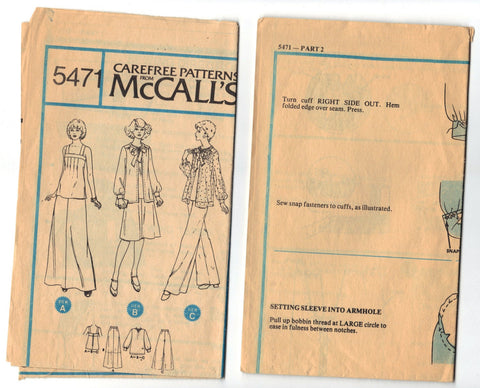 5471
CAREFREE PATTERNS
FROM
McCALL'S
VIEW
A
VIEW
B
VIEW
C
5471 — PART 2
Turn cuff RIGHT SIDE OUT. Hem
folded edge over seam. Press.
Sew snap fasteners to cuffs, as illustrated.
SNAP
SETTING SLEEVE INTO ARMHOLE
Pull up bobbin thread at LARGE circle to
ease in fulness between notches.